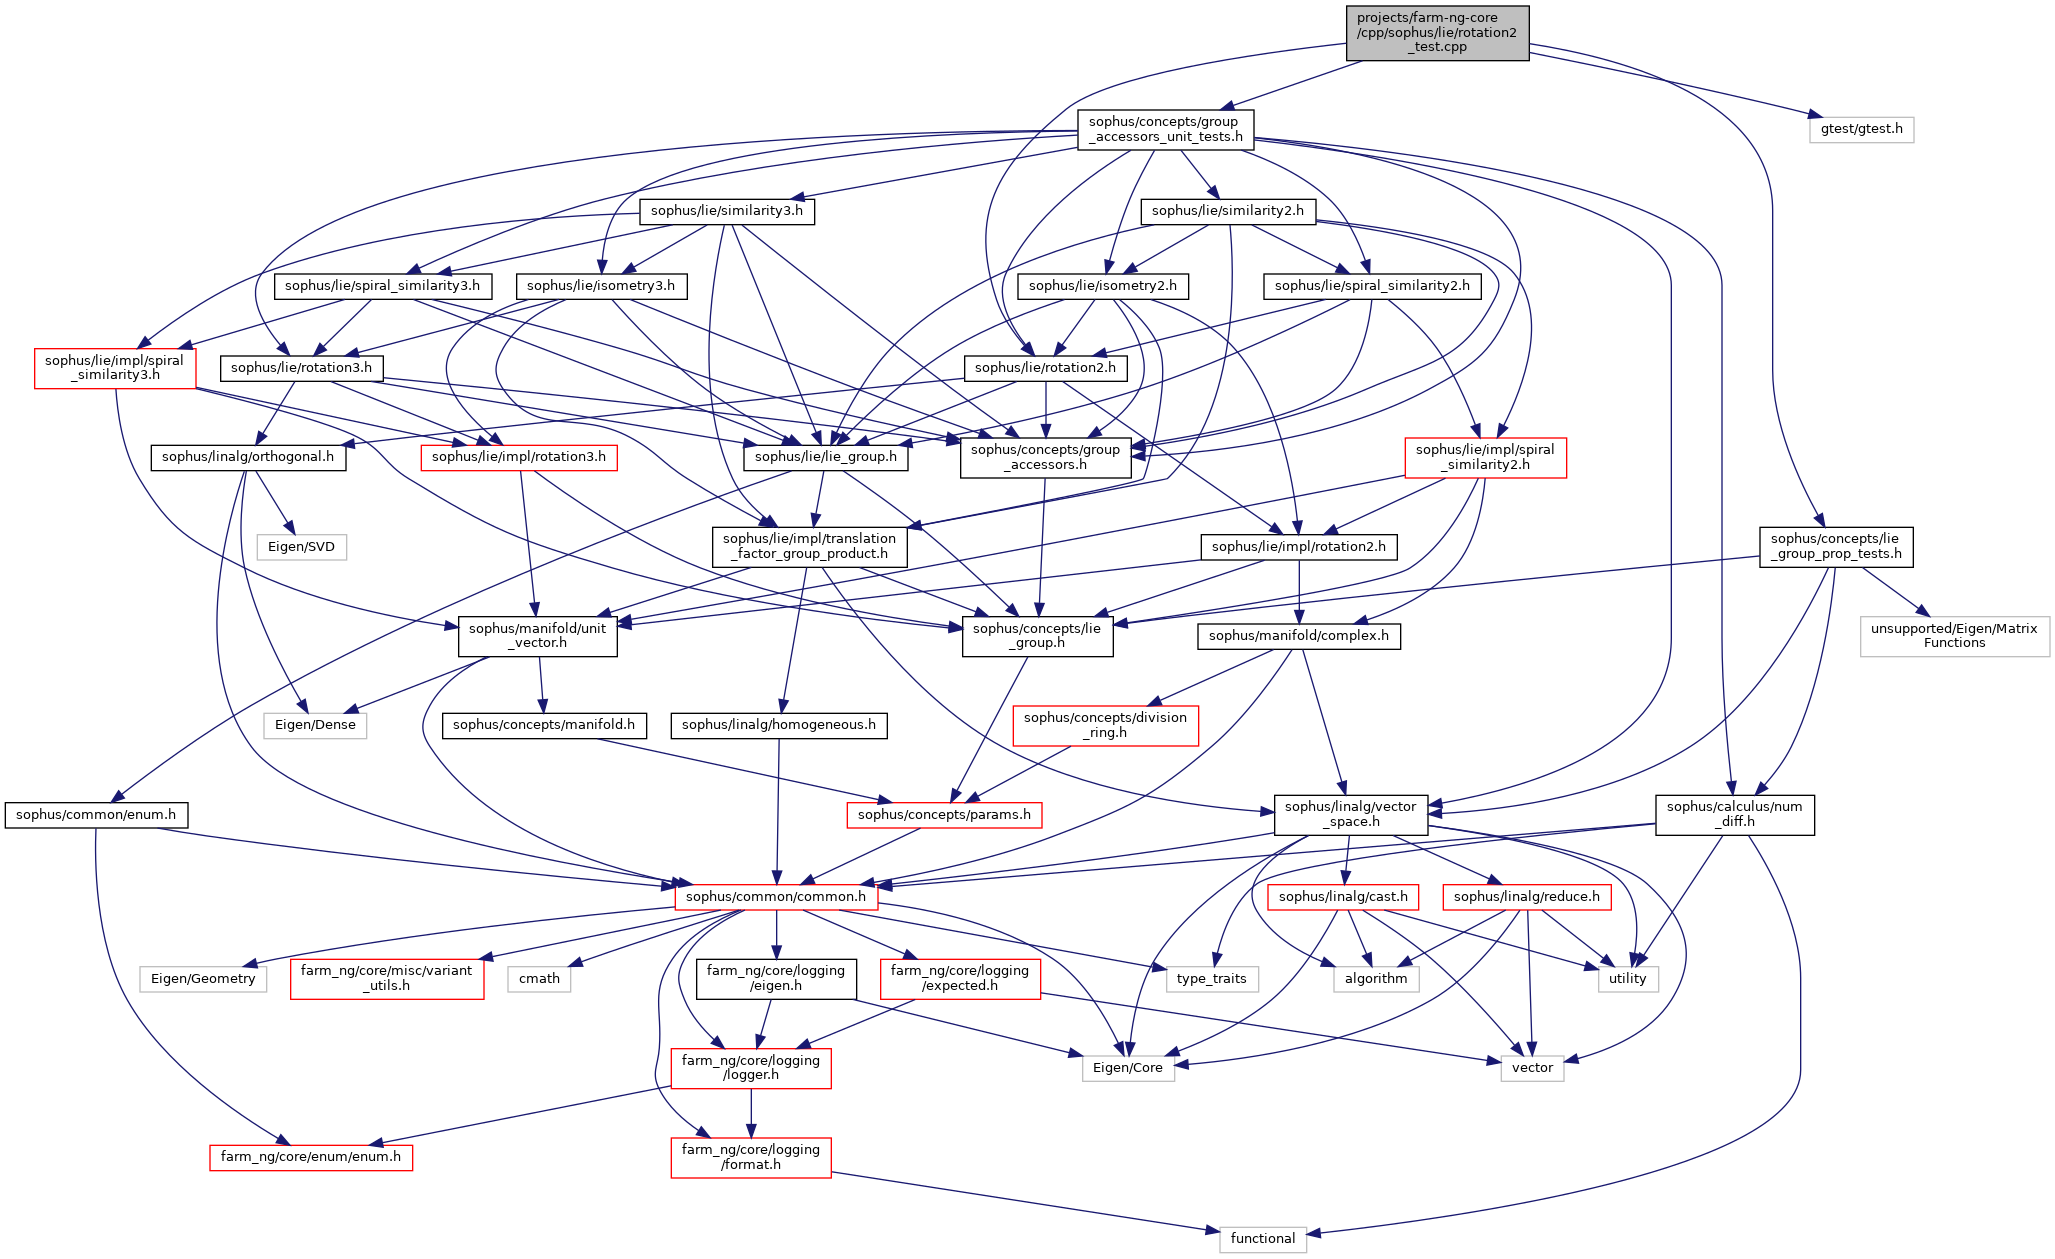 projects/farm-ng-core
/cpp/sophus/lie/rotation2
_test.cpp
sophus/concepts/group
_accessors_unit_tests.h
gtest/gtest.h
sophus/lie/similarity3.h
sophus/lie/similarity2.h
sophus/lie/spiral_similarity3.h
sophus/lie/isometry3.h
sophus/lie/isometry2.h
sophus/lie/spiral_similarity2.h
sophus/lie/impl/spiral
_similarity3.h
sophus/lie/rotation3.h
sophus/lie/rotation2.h
sophus/linalg/orthogonal.h
sophus/lie/impl/rotation3.h
sophus/lie/lie_group.h
sophus/concepts/group
_accessors.h
sophus/lie/impl/spiral
_similarity2.h
Eigen/SVD
sophus/lie/impl/translation
_factor_group_product.h
sophus/lie/impl/rotation2.h
sophus/concepts/lie
_group_prop_tests.h
sophus/manifold/unit
_vector.h
sophus/concepts/lie
_group.h
sophus/manifold/complex.h
unsupported/Eigen/Matrix
Functions
Eigen/Dense
sophus/concepts/manifold.h
sophus/linalg/homogeneous.h
sophus/concepts/division
_ring.h
sophus/common/enum.h
sophus/concepts/params.h
sophus/linalg/vector
_space.h
sophus/calculus/num
_diff.h
sophus/common/common.h
sophus/linalg/cast.h
sophus/linalg/reduce.h
Eigen/Geometry
farm_ng/core/misc/variant
_utils.h
cmath
farm_ng/core/logging
/eigen.h
farm_ng/core/logging
/expected.h
type_traits
algorithm
utility
farm_ng/core/logging
/logger.h
Eigen/Core
vector
farm_ng/core/enum/enum.h
farm_ng/core/logging
/format.h
functional